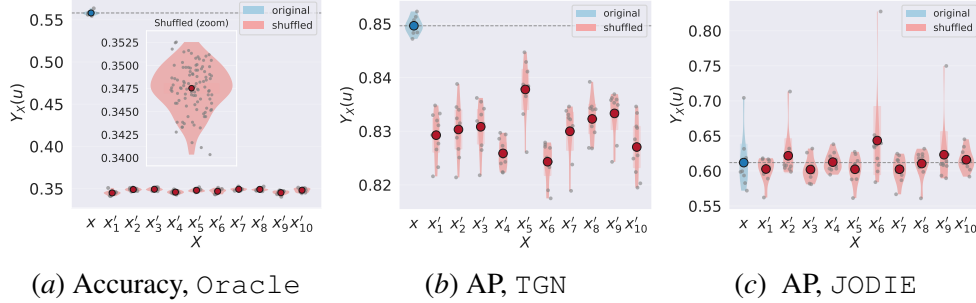 original
shuffled
Shuffled (zoom)
0.3525
0.3500
0.3475
0.3450
0.3425
0.3400
0.55
0.50
0.45
0.40
0.35
Y_X(u)
x x'_1 x'_2 x'_3 x'_4 x'_5 x'_6 x'_7 x'_8 x'_9 x'_10
X
(a) Accuracy, Oracle
original
shuffled
0.85
0.84
0.83
0.82
Y_X(u)
x x'_1 x'_2 x'_3 x'_4 x'_5 x'_6 x'_7 x'_8 x'_9 x'_10
X
(b) AP, TGN
original
shuffled
0.80
0.75
0.70
0.65
0.60
0.55
Y_X(u)
x x'_1 x'_2 x'_3 x'_4 x'_5 x'_6 x'_7 x'_8 x'_9 x'_10
X
(c) AP, JODIE